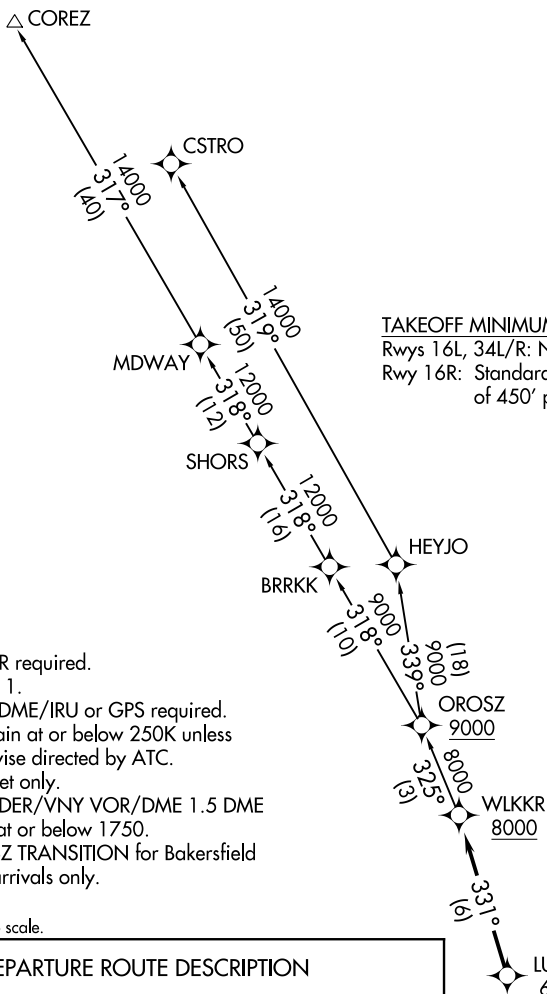 COREZ
CSTRO
14000
317°
(40)
14000
319°
(50)
TAKEOFF MINIMUM
Rwys 16L, 34L/R: N
Rwy 16R: Standard
of 450' p
MDWAY
12000
318°
(12)
SHORS
12000
318°
(16)
HEYJO
BRRKK
9000
318°
(10)
(18)
9000
339°
R required.
1.
DME/IRU or GPS required.
ain at or below 250K unless
vise directed by ATC.
et only.
DER/VNY VOR/DME 1.5 DME
at or below 1750.
Z TRANSITION for Bakersfield
arrivals only.
OROSZ
9000
8000
325°
(3)
WLKKR
8000
331°
(6)
scale.
EPARTURE ROUTE DESCRIPTION
LU
6